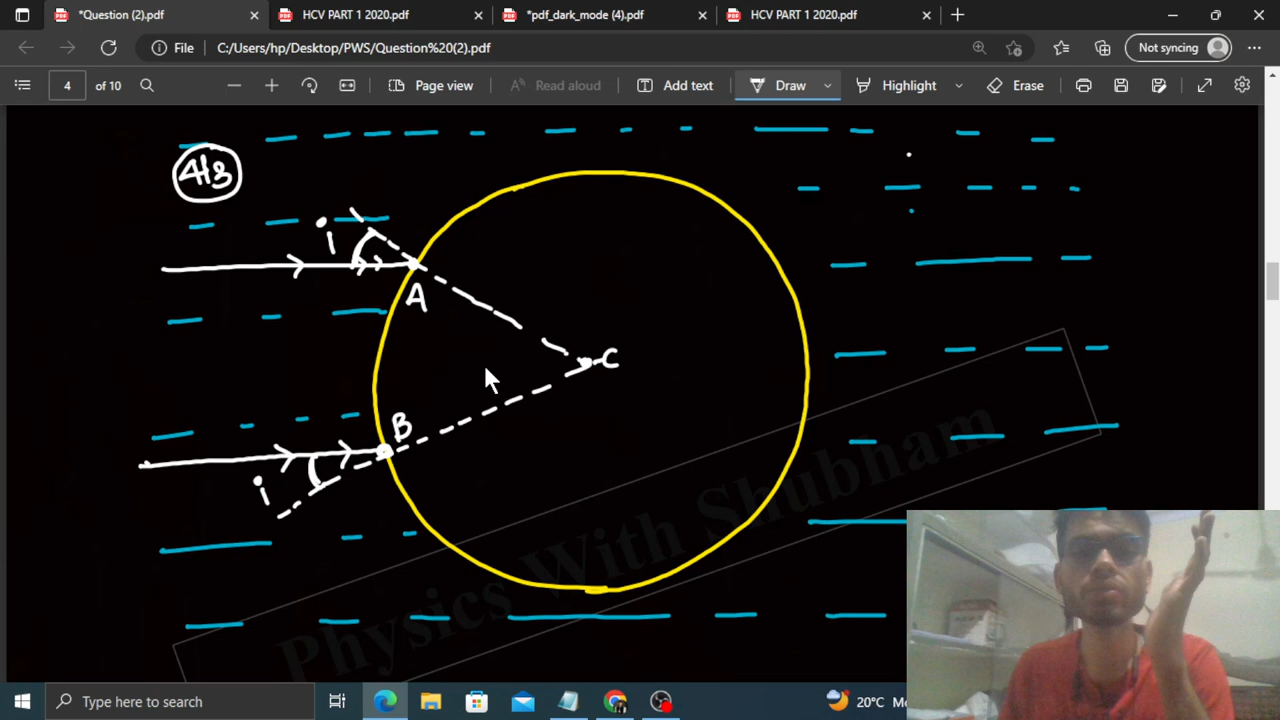 *Question (2).pdf
HCV PART 1 2020.pdf
*pdf_dark_mode (4).pdf
HCV PART 1 2020.pdf
File
C:/Users/hp/Desktop/PWS/Question%20(2).pdf
Not syncing
4
of 10
Page view
Read aloud
Add text
Draw
Highlight
Erase
4/3
i
A
C
B
i
Physics With Shubham
Type here to search
20°C